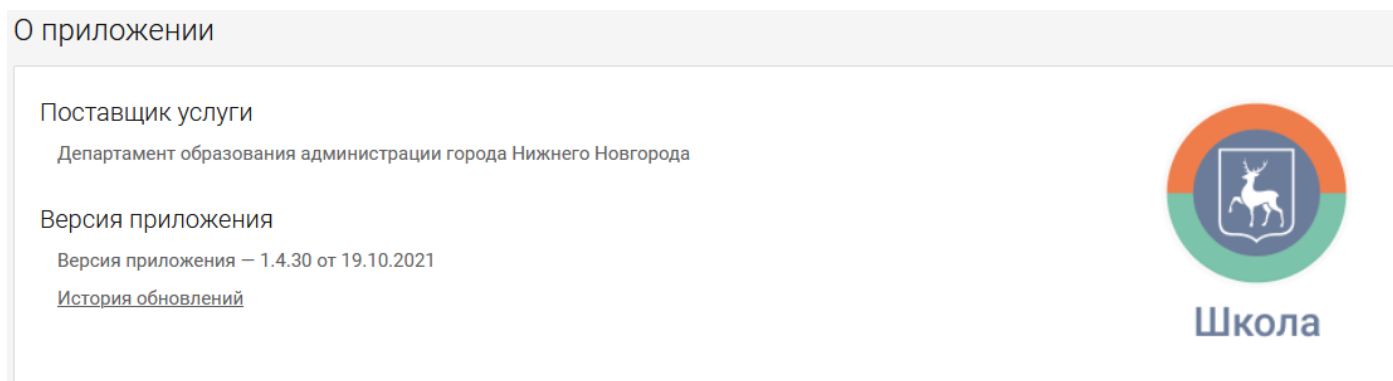 О приложении
Поставщик услуги
Департамент образования администрации города Нижнего Новгорода
Версия приложения
Версия приложения — 1.4.30 от 19.10.2021
История обновлений
Школа